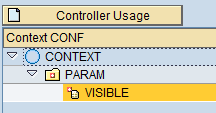 Controller Usage
Context CONF
CONTEXT
PARAM
VISIBLE